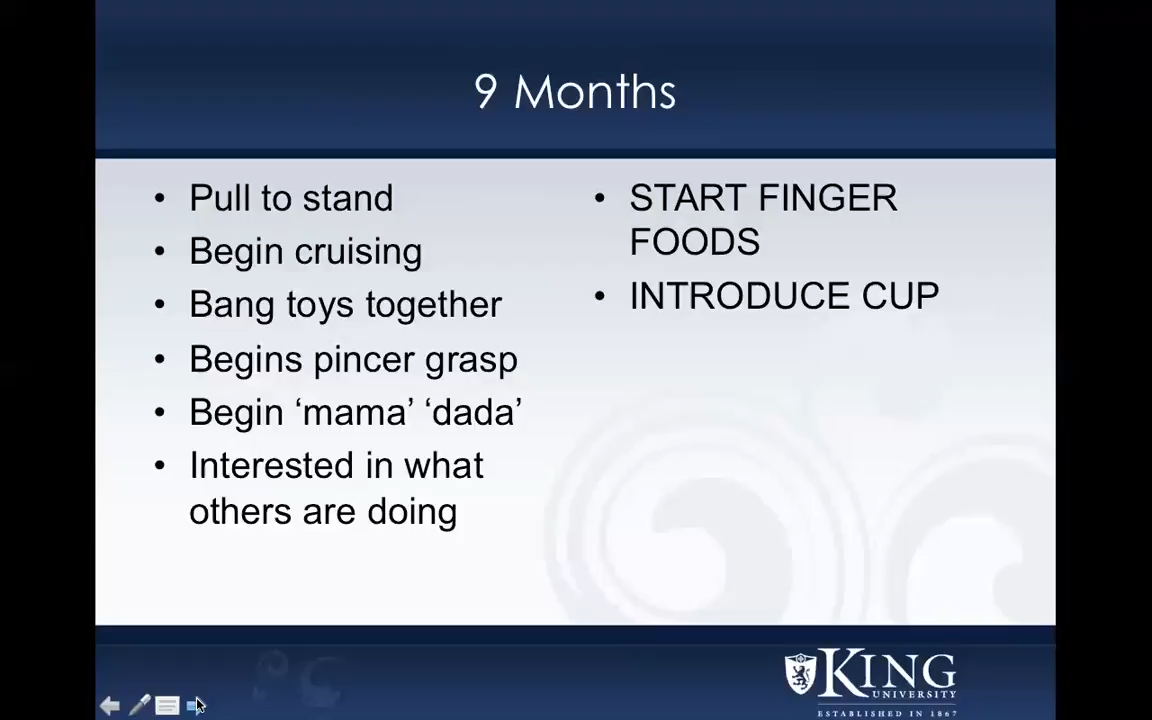 9 Months
• Pull to stand
• Begin cruising
• Bang toys together
• Begins pincer grasp
• Begin ‘mama’ ‘dada’
• Interested in what
others are doing
• START FINGER
FOODS
• INTRODUCE CUP
KING
UNIVERSITY
ESTABLISHED IN 1867